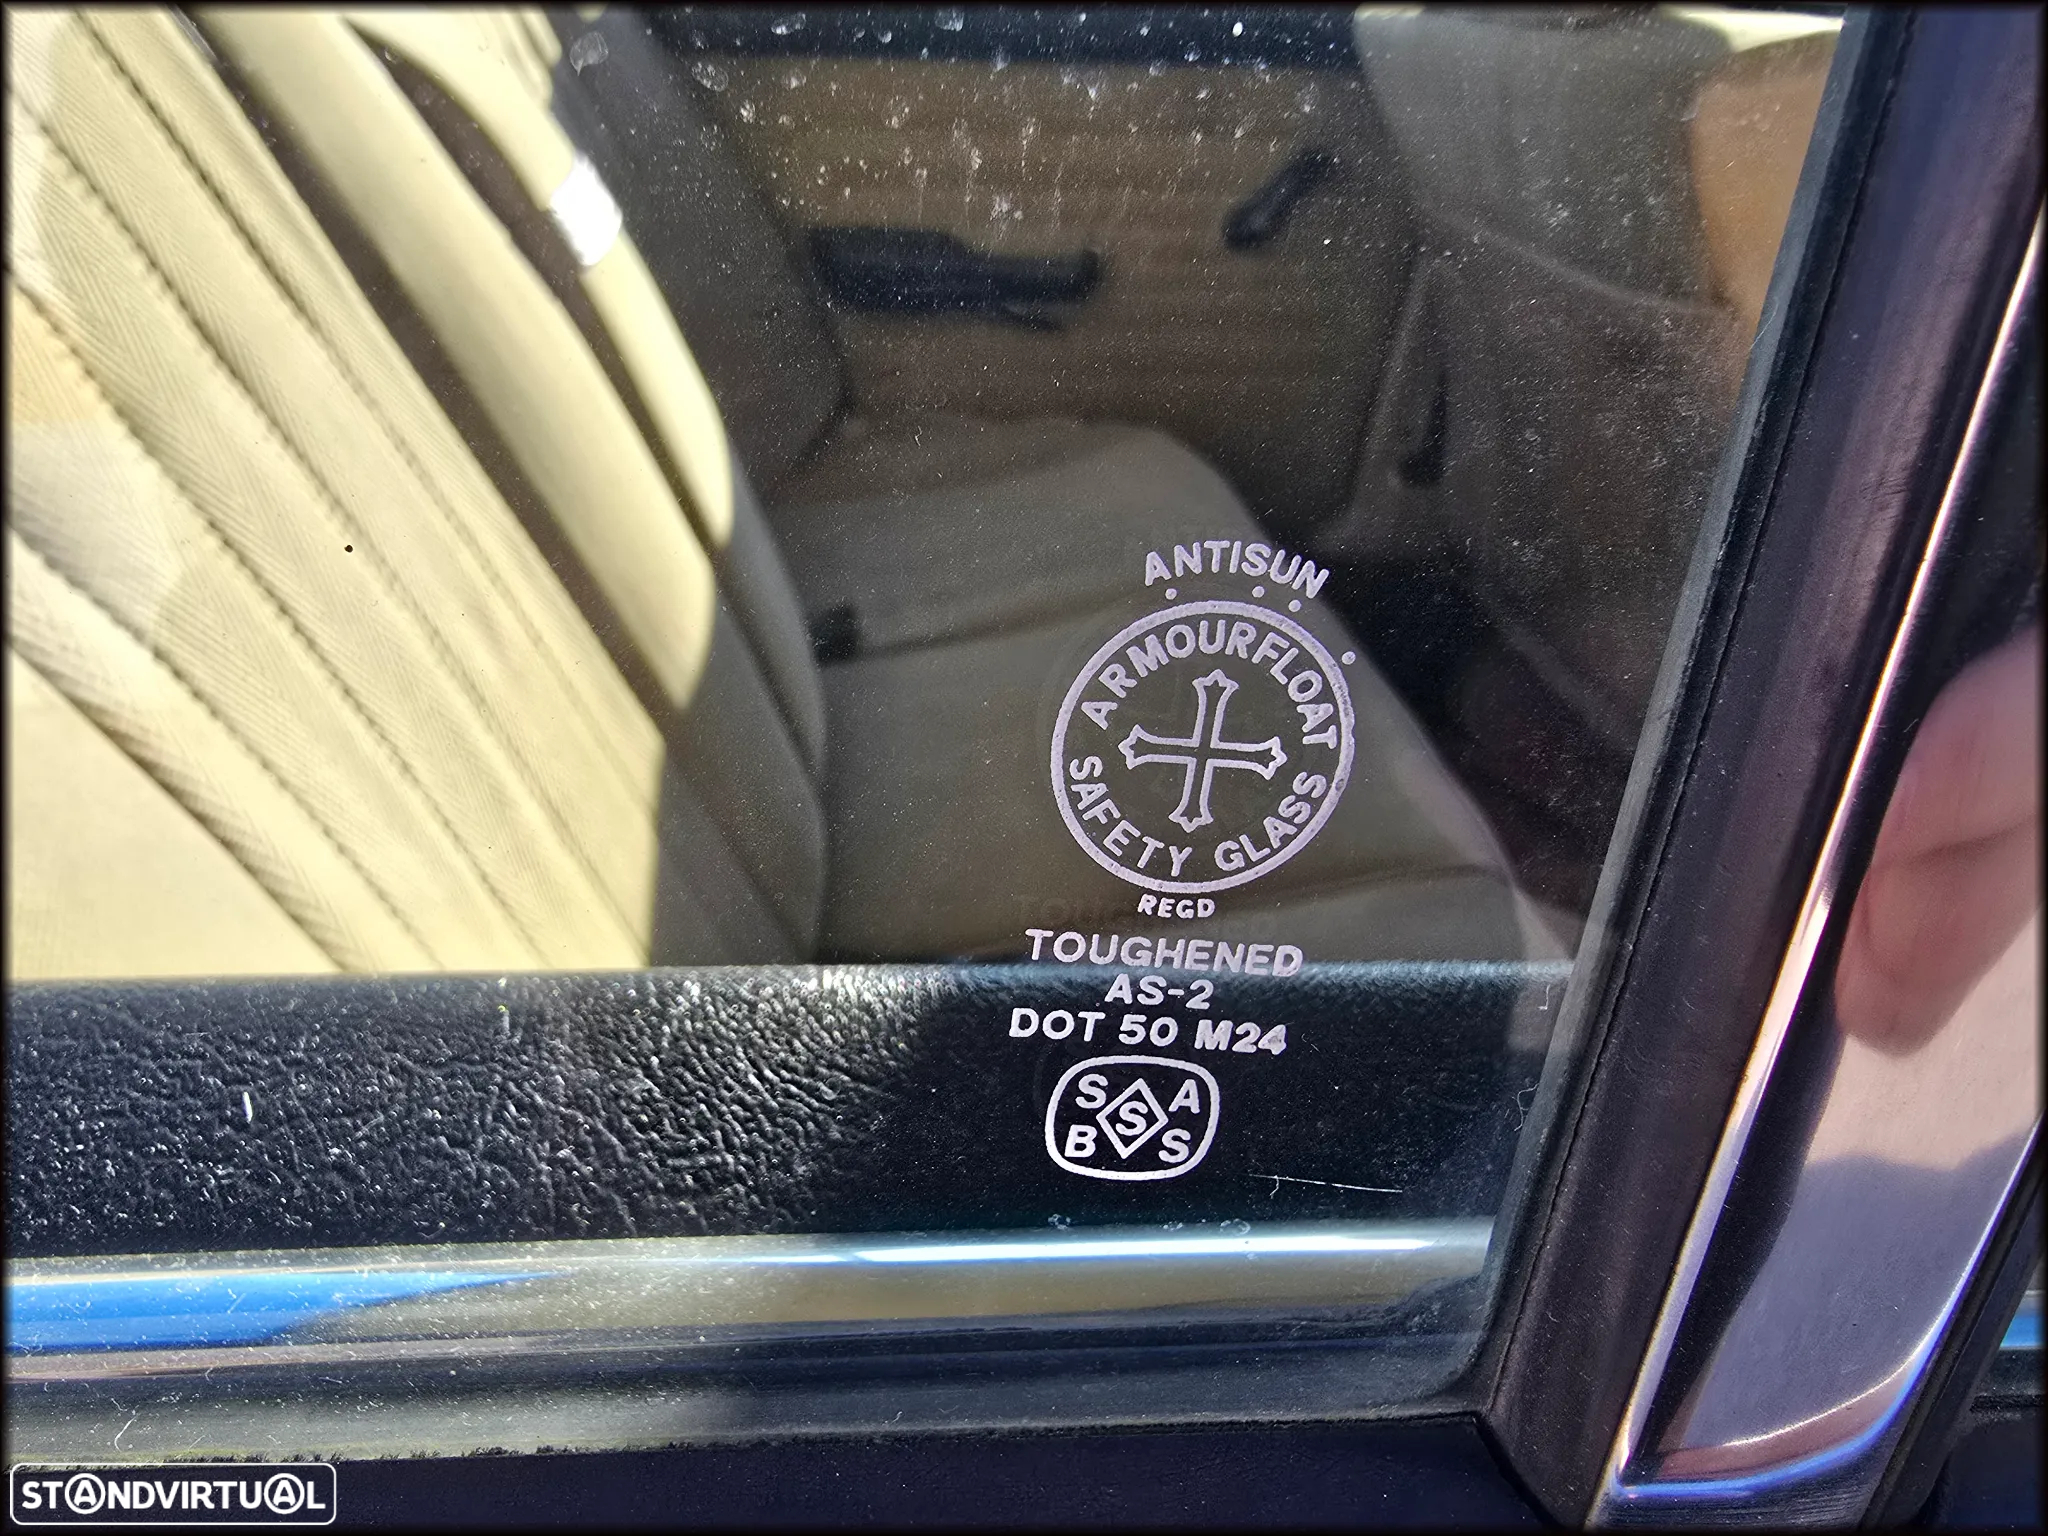 ANTISUN
ARMOURFLOAT
SAFETY GLASS
REGD
TOUGHENED
AS-2
DOT 50 M24
S A
S
B S
STANDVIRTUAL